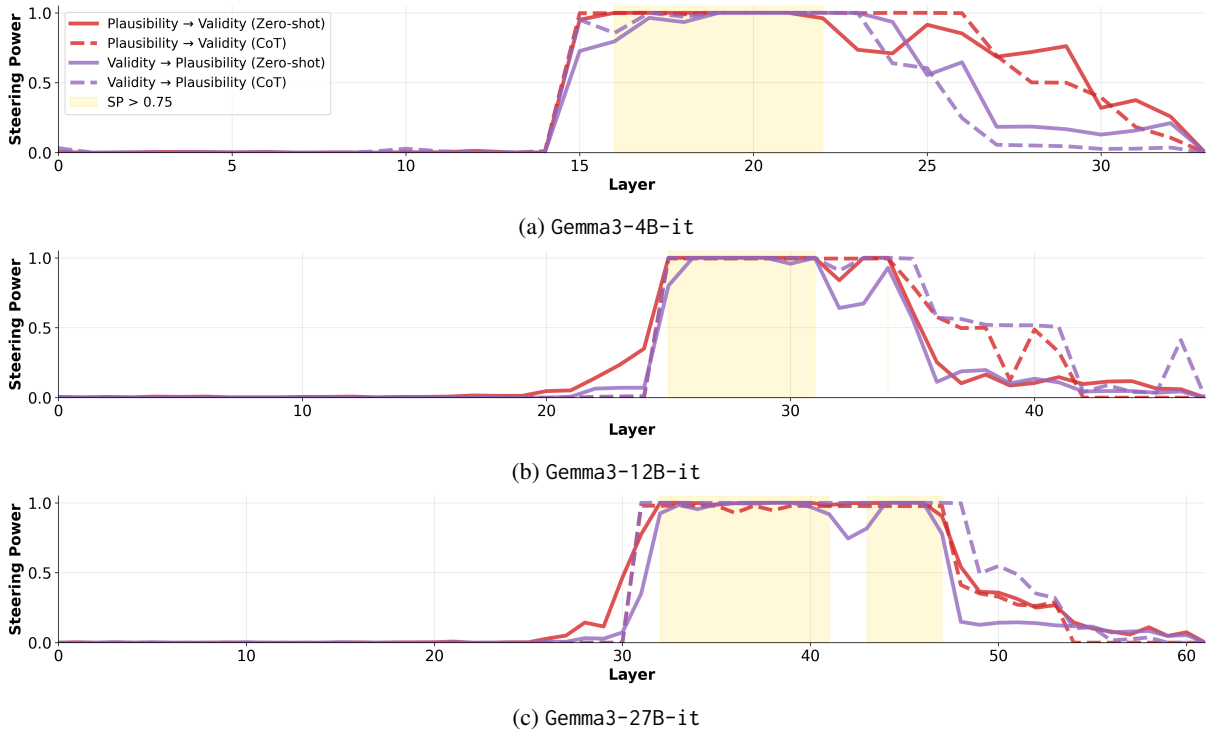 1.0
0.5
0.0
Steering Power
Plausibility → Validity (Zero-shot)
Plausibility → Validity (CoT)
Validity → Plausibility (Zero-shot)
Validity → Plausibility (CoT)
SP > 0.75
0 5 10 15 20 25 30
Layer
(a) Gemma3-4B-it
1.0
0.5
0.0
Steering Power
0 10 20 30 40
Layer
(b) Gemma3-12B-it
1.0
0.5
0.0
Steering Power
0 10 20 30 40 50 60
Layer
(c) Gemma3-27B-it